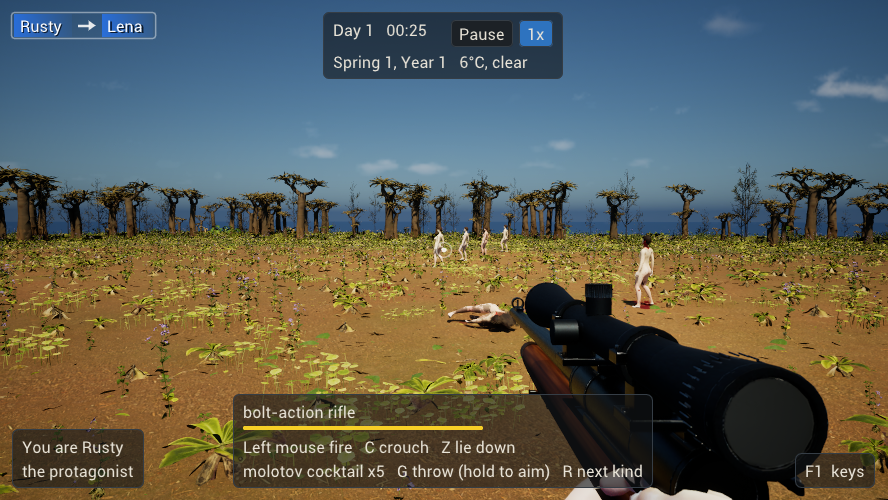 Rusty → Lena
Day 1 00:25 Pause 1x
Spring 1, Year 1 6°C, clear
bolt-action rifle
Left mouse fire C crouch Z lie down
molotov cocktail x5 G throw (hold to aim) R next kind
You are Rusty
the protagonist
F1 keys